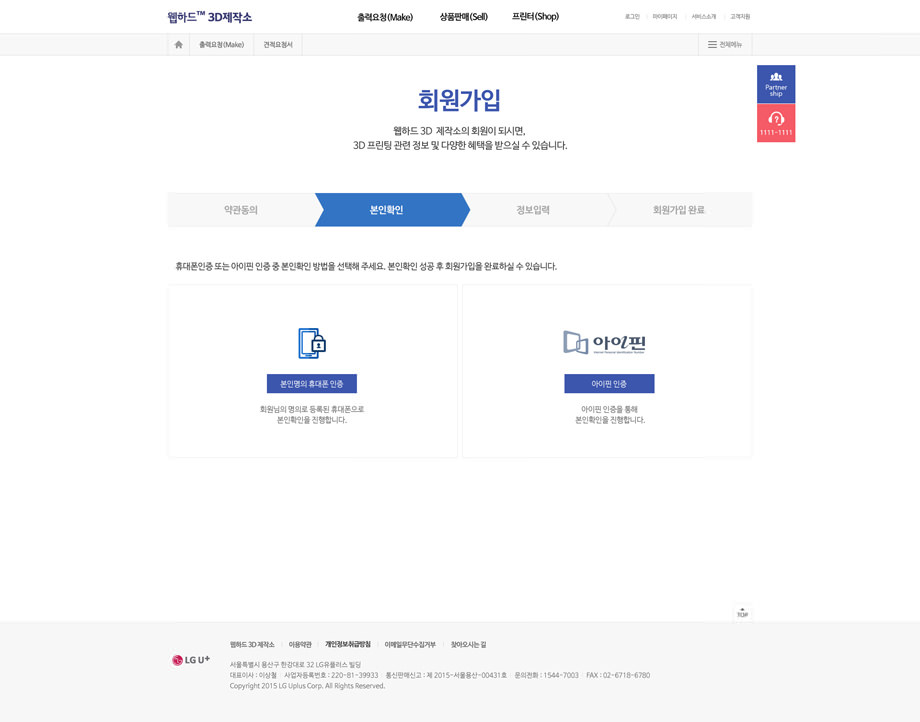 웹하드™ 3D제작소
출력요청(Make) 상품판매(Sell) 프린터(Shop)
로그인 마이페이지 서비스소개 고객지원
출력요청(Make) 견적요청서 전체메뉴
Partner
ship
1111-1111
회원가입
웹하드 3D 제작소의 회원이 되시면,
3D 프린팅 관련 정보 및 다양한 혜택을 받으실 수 있습니다.
약관동의 본인확인 정보입력 회원가입 완료
휴대폰인증 또는 아이핀 인증 중 본인확인 방법을 선택해 주세요. 본인확인 성공 후 회원가입을 완료하실 수 있습니다.
아이핀
본인명의 휴대폰 인증
아이핀 인증
회원님의 명의로 등록된 휴대폰으로
본인확인을 진행합니다.
아이핀 인증을 통해
본인확인을 진행합니다.
TOP
웹하드 3D 제작소 이용약관 개인정보취급방침 이메일무단수집거부 찾아오시는 길
LG U+
서울특별시 용산구 한강대로 32 LG유플러스 빌딩
대표이사 : 이상철 사업자등록번호 : 220-81-39933 통신판매신고 : 제 2015-서울용산-00431호 문의전화 : 1544-7003 FAX : 02-6718-6780
Copyright 2015 LG Uplus Corp. All Rights Reserved.